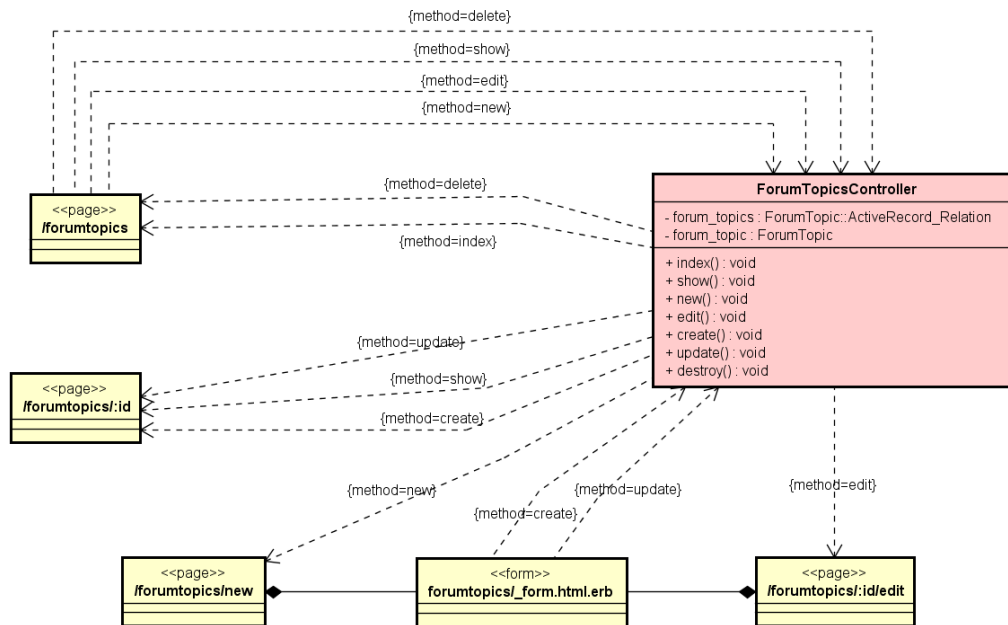 {method=delete}
{method=show}
{method=edit}
{method=new}
<<page>>
/forumtopics
{method=delete}
{method=index}
ForumTopicsController
- forum_topics : ForumTopic::ActiveRecord_Relation
- forum_topic : ForumTopic
+ index() : void
+ show() : void
+ new() : void
+ edit() : void
+ create() : void
+ update() : void
+ destroy() : void
{method=update}
<<page>>
/forumtopics/:id
{method=show}
{method=create}
{method=new}
{method=update}
{method=create}
{method=edit}
<<page>>
/forumtopics/new
<<form>>
forumtopics/_form.html.erb
<<page>>
/forumtopics/:id/edit